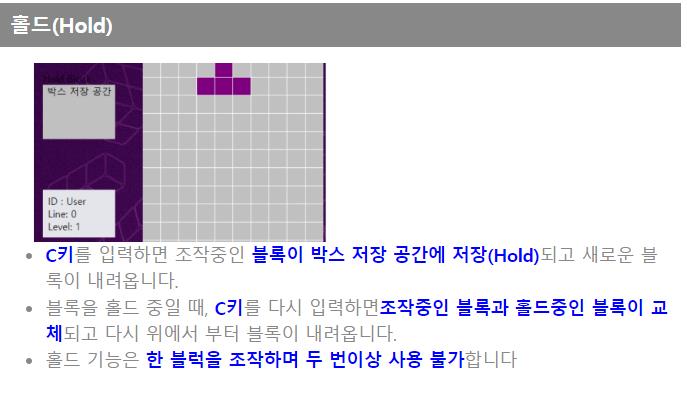 홀드(Hold)
Hold Block
박스 저장 공간
ID : User
Line: 0
Level: 1
• C키를 입력하면 조작중인 블록이 박스 저장 공간에 저장(Hold)되고 새로운 블
록이 내려옵니다.
• 블록을 홀드 중일 때, C키를 다시 입력하면조작중인 블록과 홀드중인 블록이 교
체되고 다시 위에서 부터 블록이 내려옵니다.
• 홀드 기능은 한 블럭을 조작하며 두 번이상 사용 불가합니다